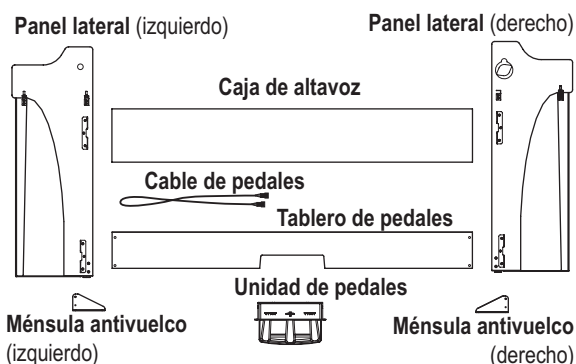 Panel lateral (izquierdo)
Panel lateral (derecho)
Caja de altavoz
Cable de pedales
Tablero de pedales
Unidad de pedales
Ménsula antivuelco
(izquierdo)
Ménsula antivuelco
(derecho)